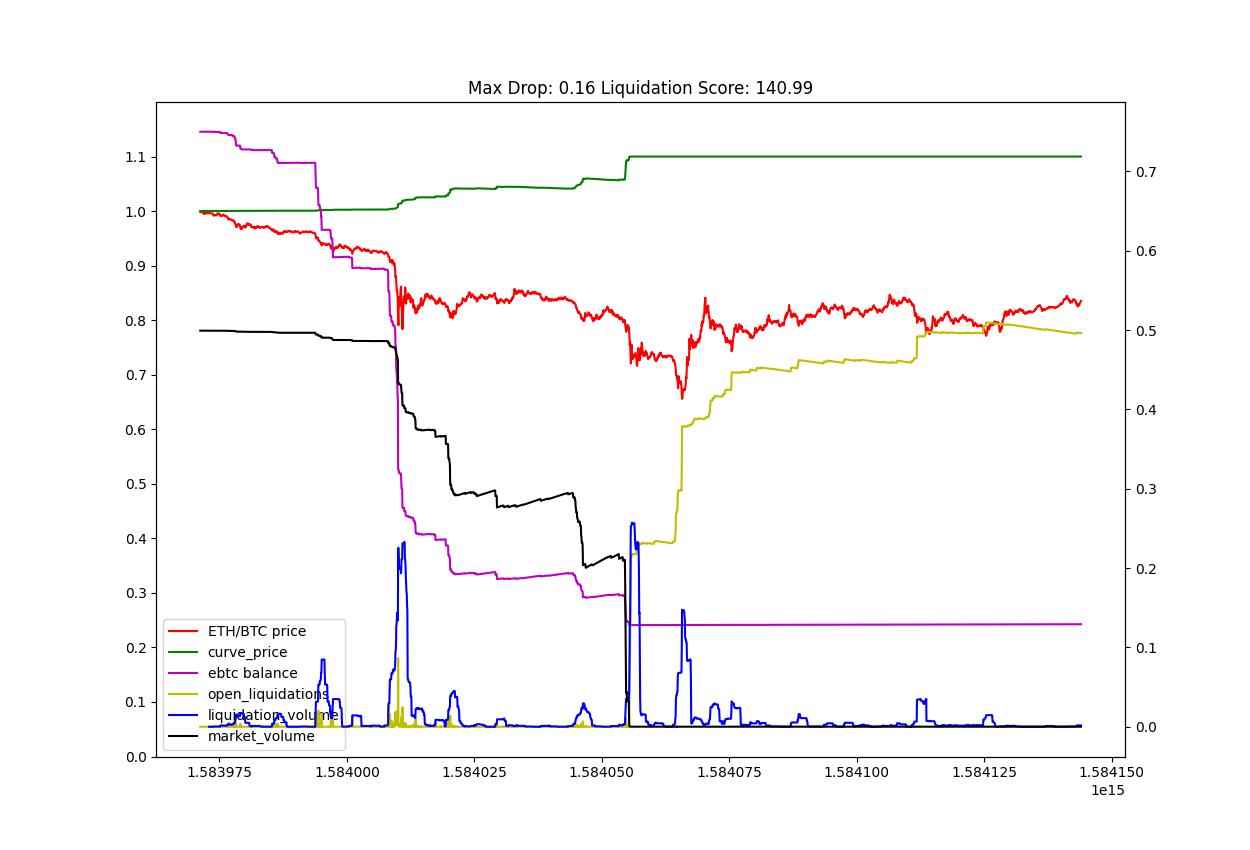 Max Drop: 0.16 Liquidation Score: 140.99
1.1
1.0
0.9
0.8
0.7
0.6
0.5
0.4
0.3
0.2
0.1
0.0
0.7
0.6
0.5
0.4
0.3
0.2
0.1
0.0
ETH/BTC price
curve_price
ebtc balance
open_liquidations
liquidation_volume
market_volume
1.583975 1.584000 1.584025 1.584050 1.584075 1.584100 1.584125 1.584150
1e15